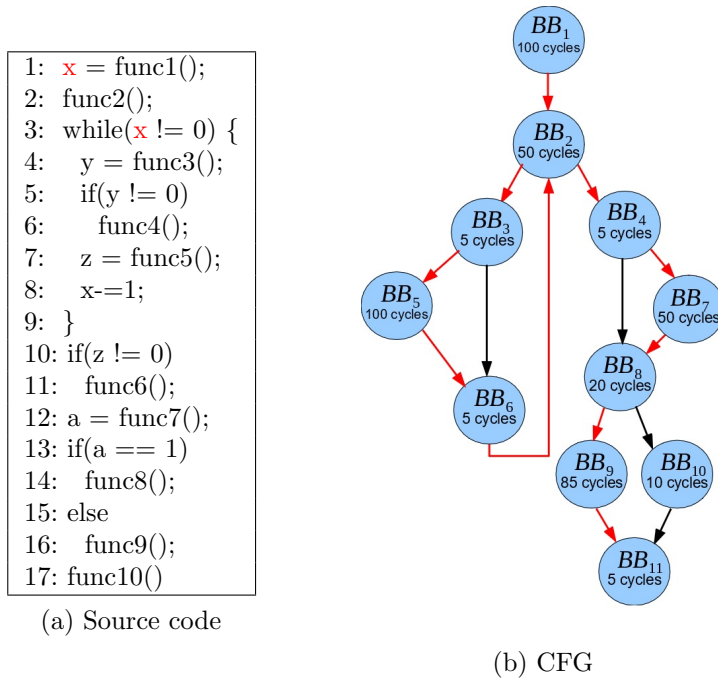 1: x = func1();
2: func2();
3: while(x != 0) {
4: y = func3();
5: if(y != 0)
6: func4();
7: z = func5();
8: x-=1;
9: }
10: if(z != 0)
11: func6();
12: a = func7();
13: if(a == 1)
14: func8();
15: else
16: func9();
17: func10()
(a) Source code
BB1
100 cycles
BB2
50 cycles
BB3
5 cycles
BB4
5 cycles
BB5
100 cycles
BB7
50 cycles
BB6
5 cycles
BB8
20 cycles
BB9
85 cycles
BB10
10 cycles
BB11
5 cycles
(b) CFG